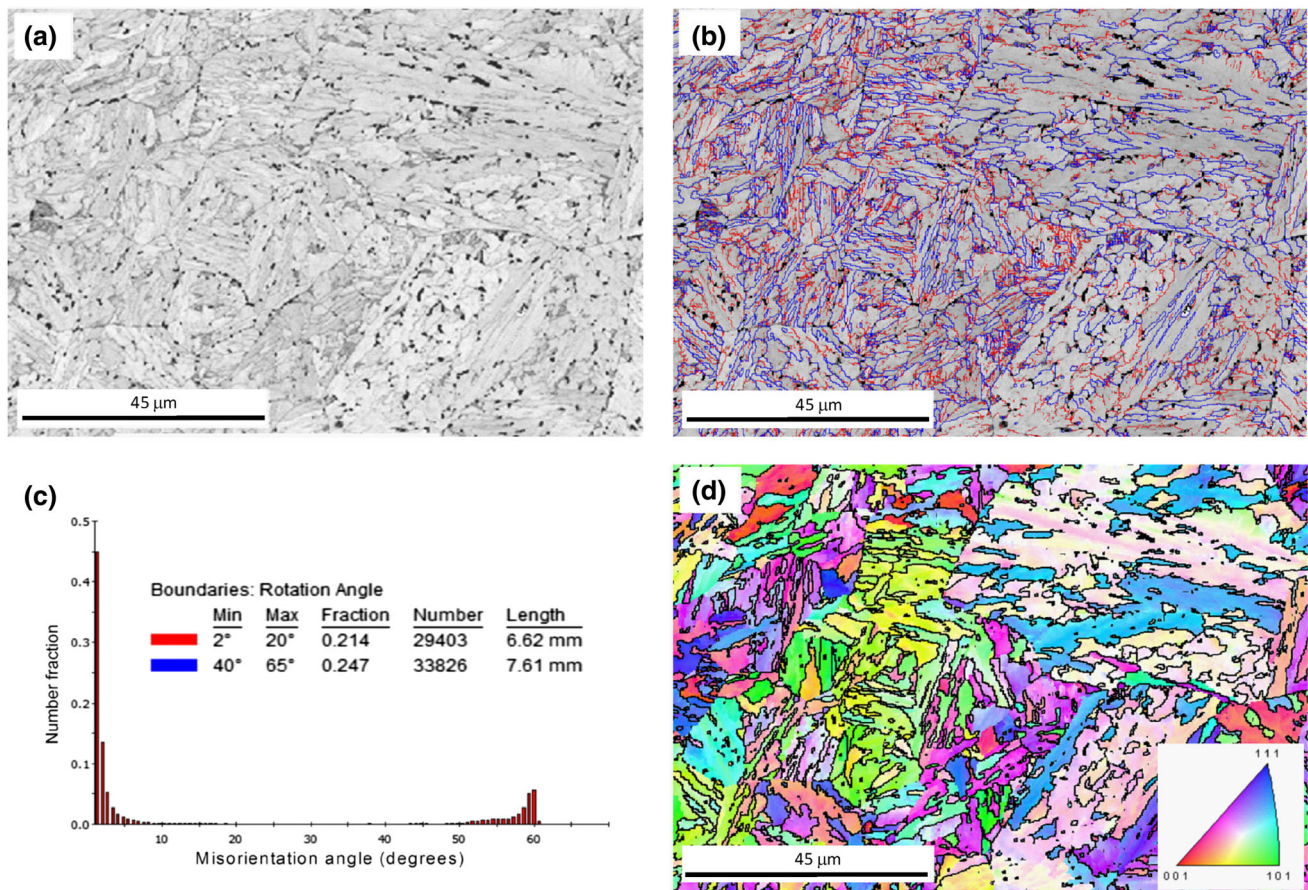 (a)
45 μm
(b)
45 μm
(c)
Number fraction
0.5
0.4
0.3
0.2
0.1
0.0
Boundaries: Rotation Angle
Min Max Fraction Number Length
2° 20° 0.214 29403 6.62 mm
40° 65° 0.247 33826 7.61 mm
10 20 30 40 50 60
Misorientation angle (degrees)
(d)
45 μm
1 1 1
0 0 1 1 0 1